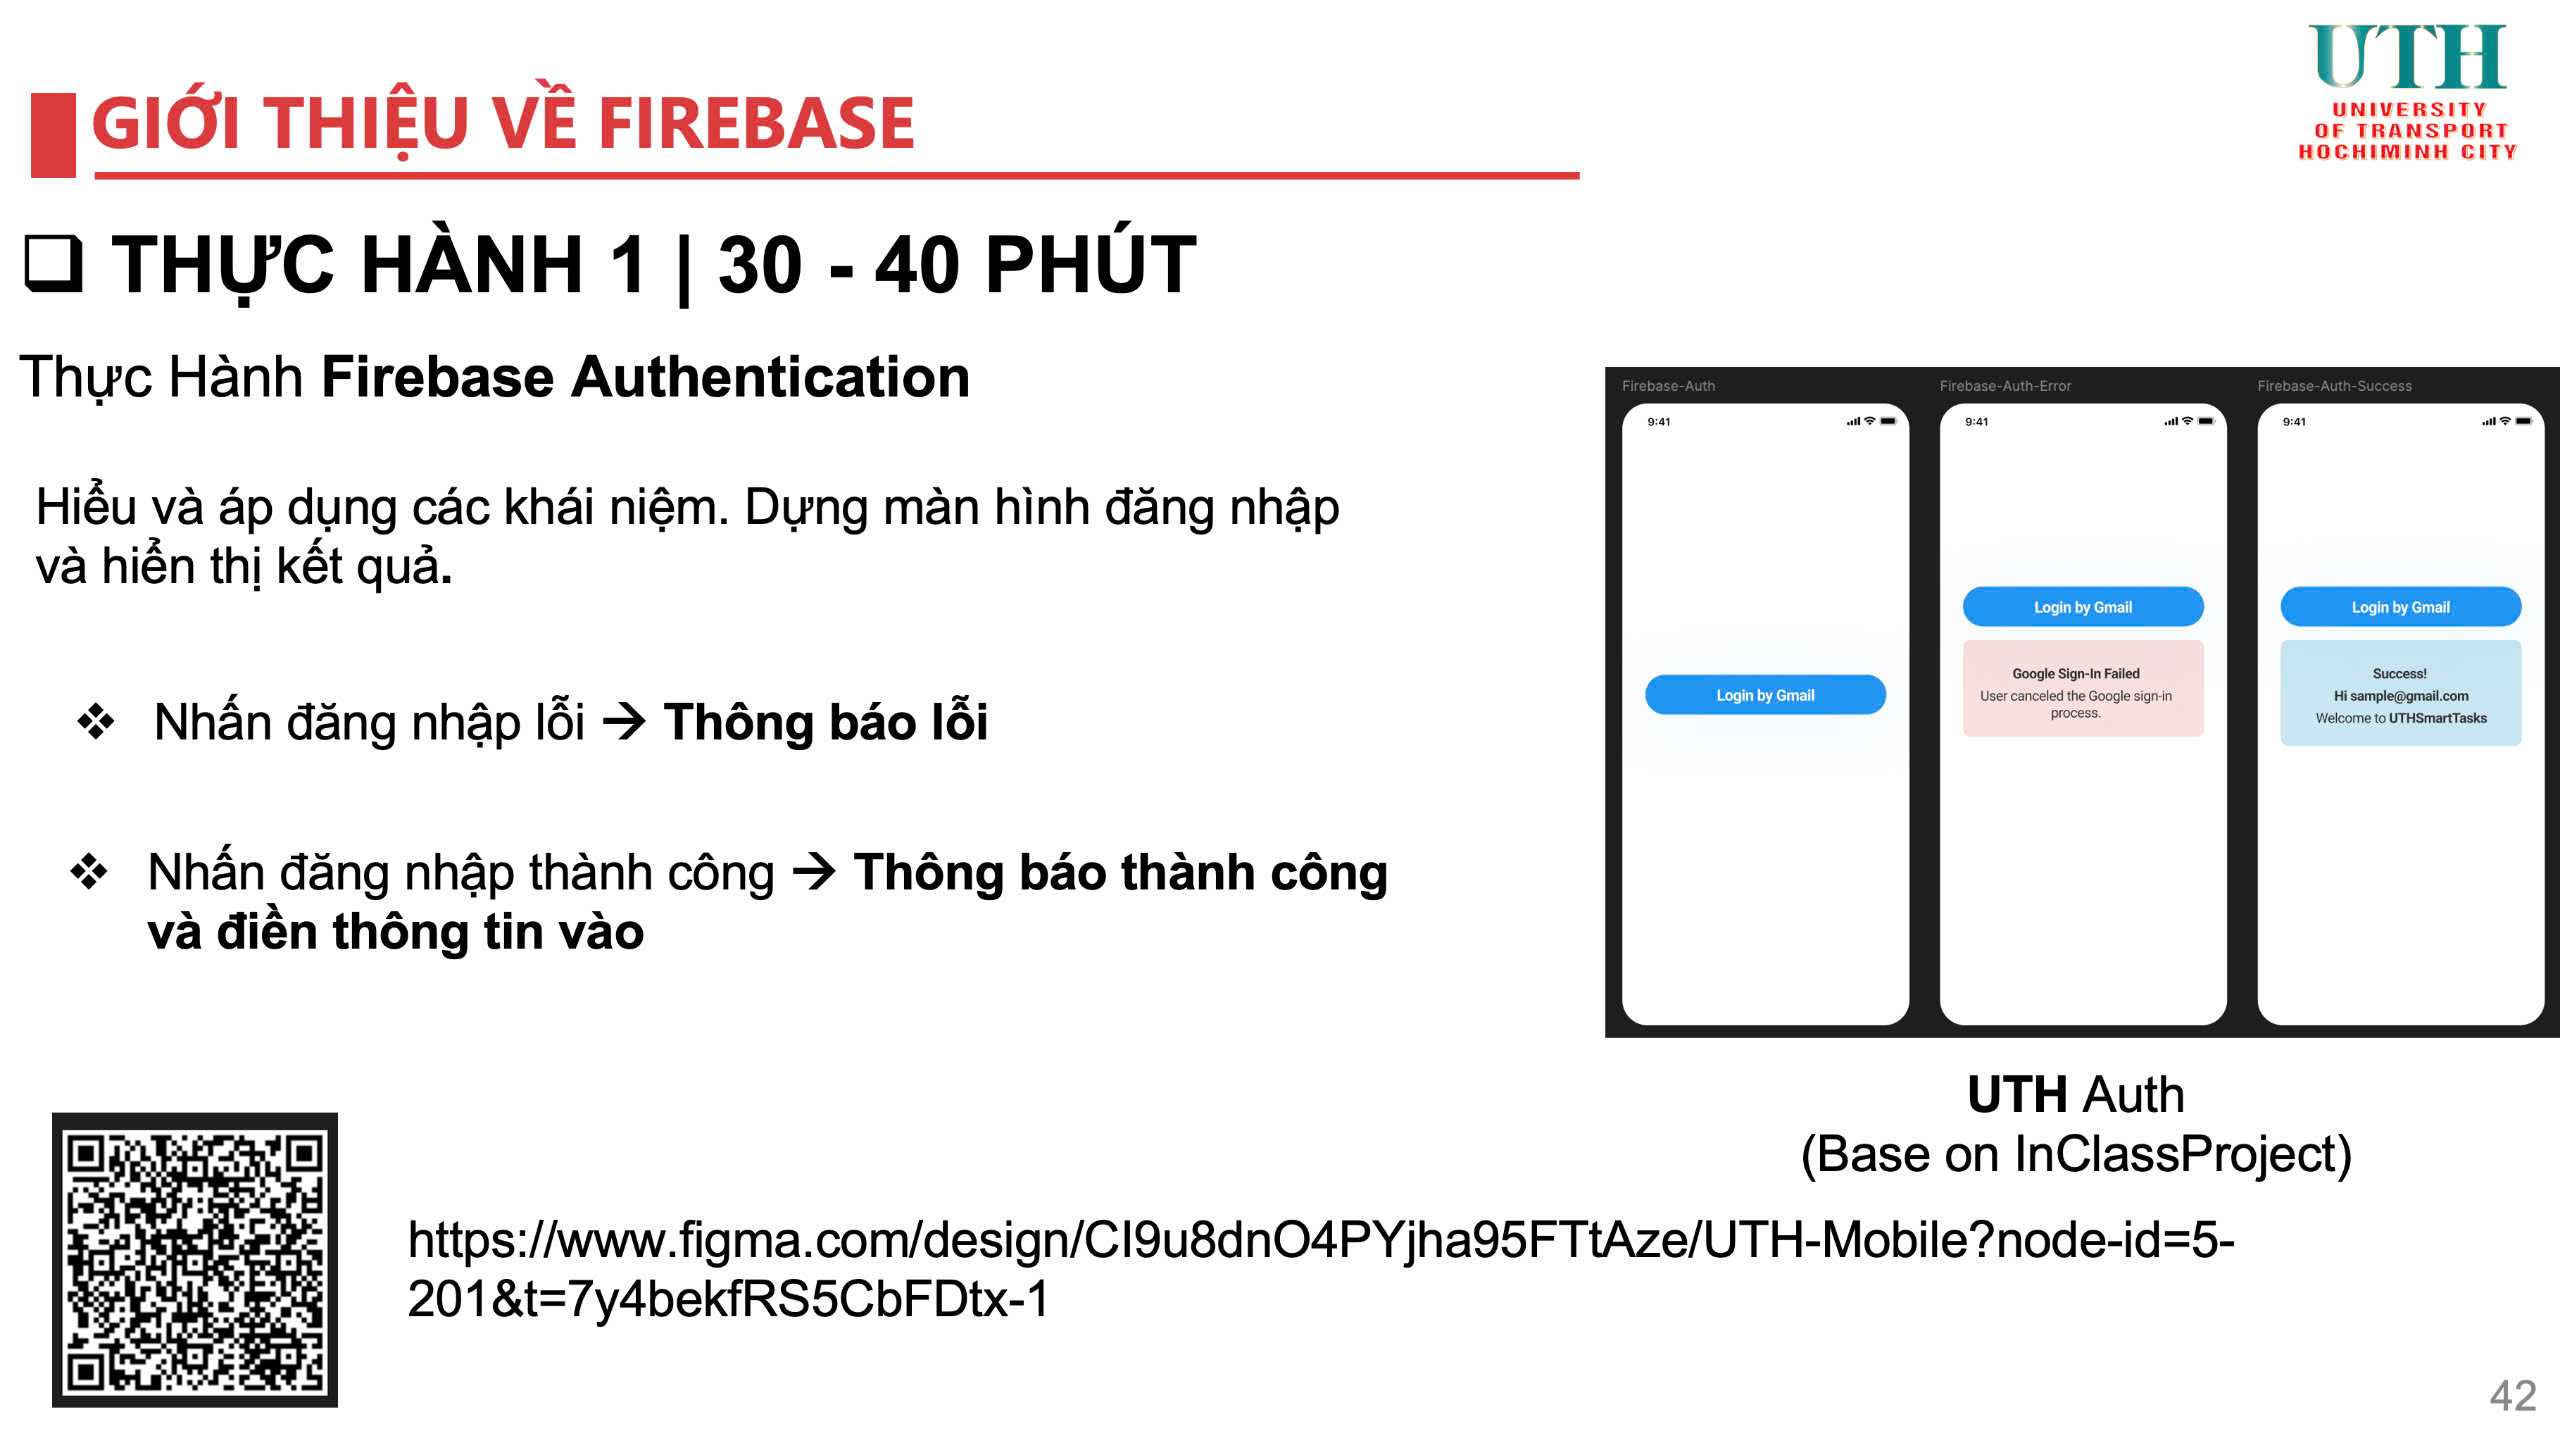 UTH
UNIVERSITY
OF TRANSPORT
HOCHIMINH CITY
GIỚI THIỆU VỀ FIREBASE
THỰC HÀNH 1 | 30 - 40 PHÚT
Thực Hành Firebase Authentication
Hiểu và áp dụng các khái niệm. Dựng màn hình đăng nhập
và hiển thị kết quả.
Nhấn đăng nhập lỗi → Thông báo lỗi
Nhấn đăng nhập thành công → Thông báo thành công
và điền thông tin vào
Firebase-Auth
9:41
Login by Gmail
Firebase-Auth-Error
9:41
Login by Gmail
Google Sign-In Failed
User canceled the Google sign-in
process.
Firebase-Auth-Success
9:41
Login by Gmail
Success!
Hi sample@gmail.com
Welcome to UTHSmartTasks
UTH Auth
(Base on InClassProject)
https://www.figma.com/design/CI9u8dnO4PYjha95FTtAze/UTH-Mobile?node-id=5-
201&t=7y4bekfRS5CbFDtx-1
42